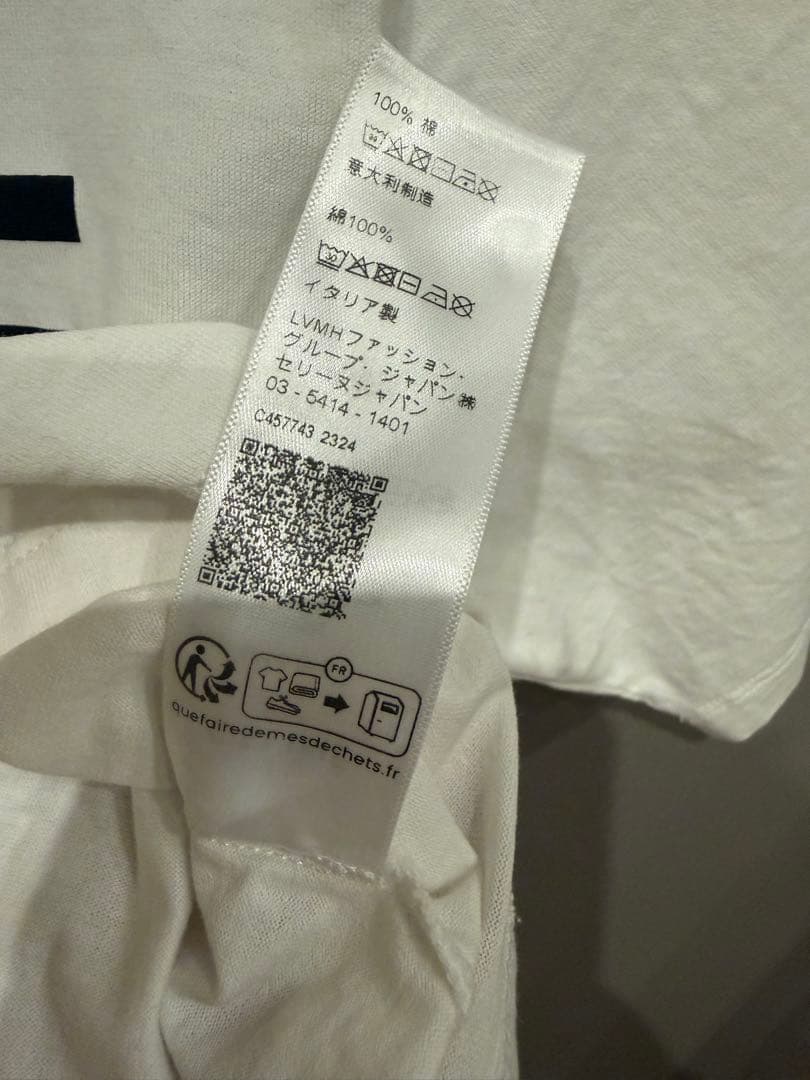 100% 棉
30
意大利制造
綿100%
30
イタリア製
LVMHファッション・
グループ・ジャパン㈱
セリーヌジャパン
03 - 5414 - 1401
C457743 2324
FR
quefairedemesdechets.fr